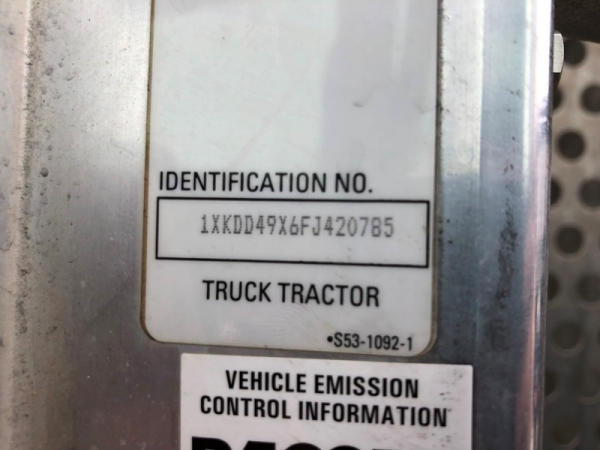 IDENTIFICATION NO.
1XKDD49X6FJ420785
TRUCK TRACTOR
•S53-1092-1
VEHICLE EMISSION
CONTROL INFORMATION